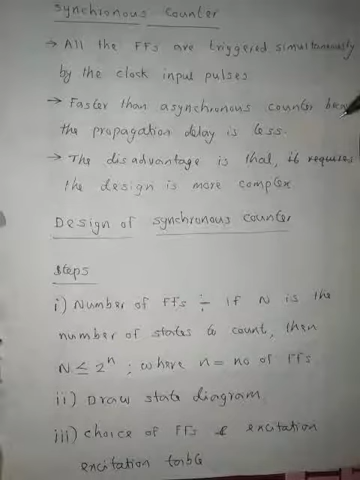 Synchronous Counter
→ All the FFs are triggered simultaneously
by the clock input pulses
→ Faster than asynchronous counter because
the propagation delay is less.
→ The disadvantage is that, it requires
the design is more complex
Design of synchronous counter
Steps
i) Number of FFs ÷ If N is the
number of states to count, then
N ≤ 2ⁿ ; where n = no of FFs
ii) Draw state diagram
iii) choice of FFs & excitation
excitation table